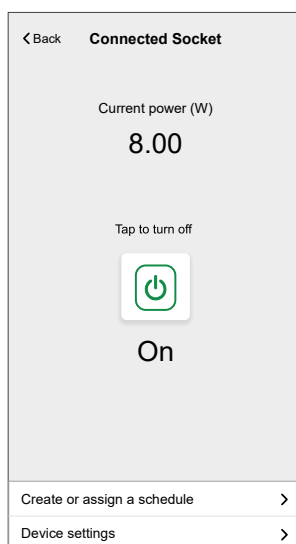 Back Connected Socket
Current power (W)
8.00
Tap to turn off
On
Create or assign a schedule
Device settings